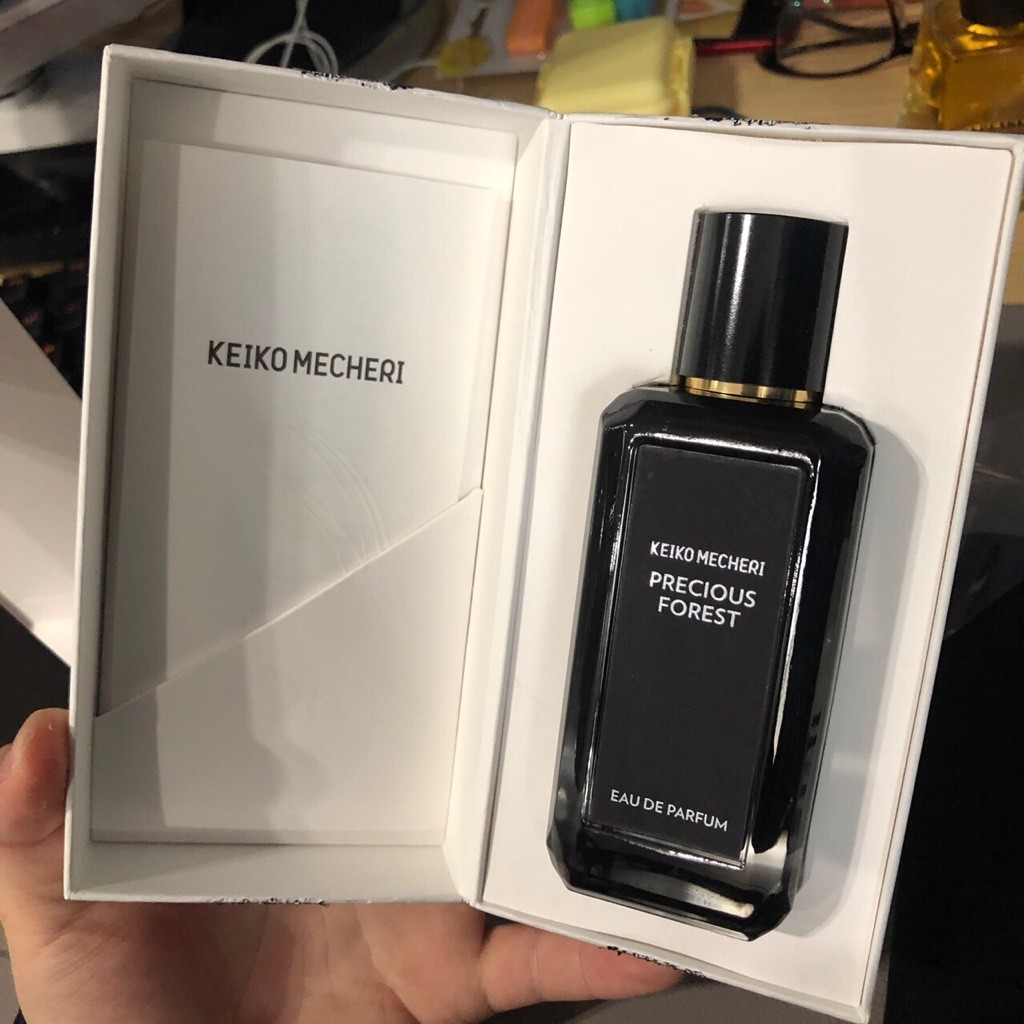 KEIKO MECHERI
KEIKO MECHERI
PRECIOUS
FOREST
EAU DE PARFUM